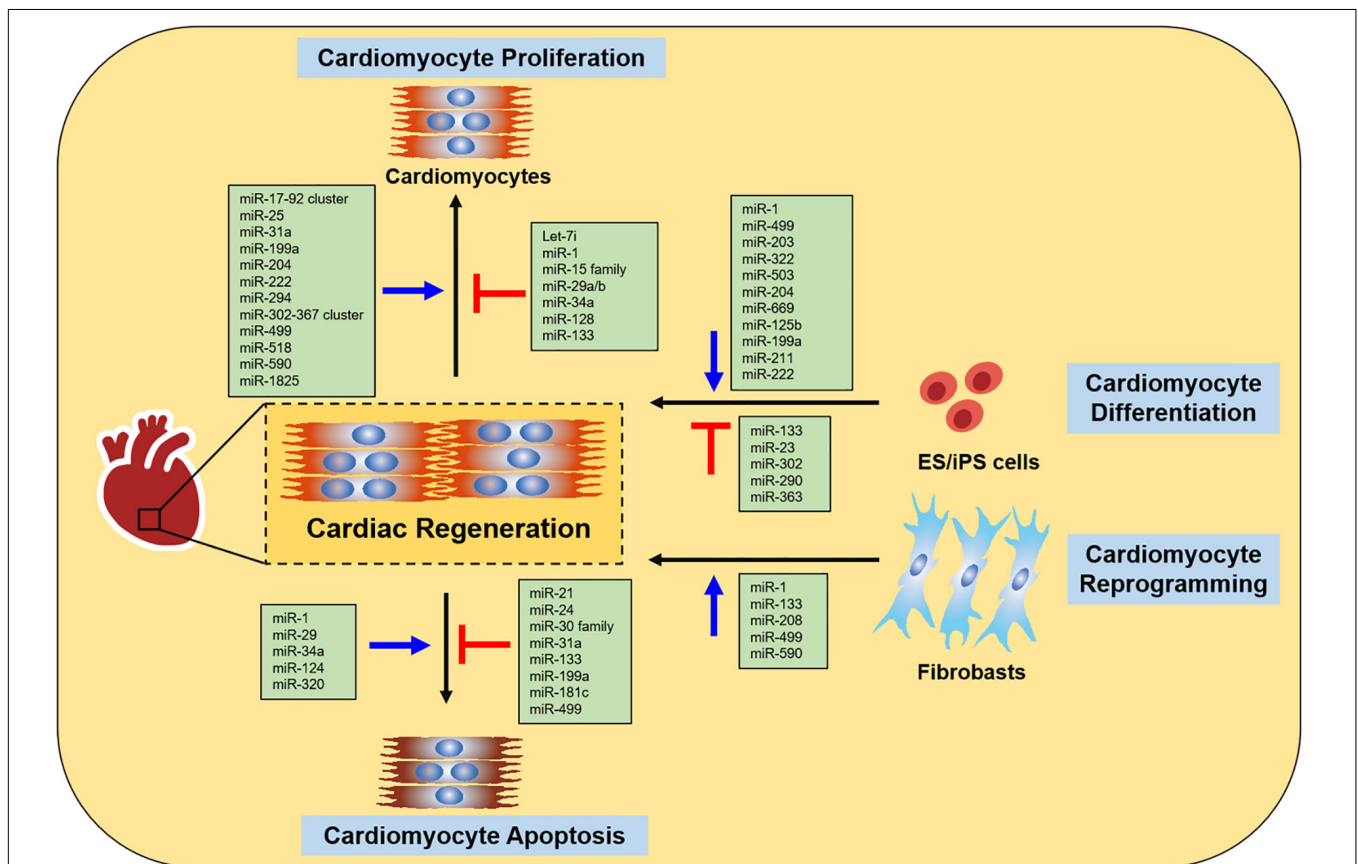 Cardiomyocyte Proliferation
Cardiomyocytes
miR-17-92 cluster
miR-25
miR-31a
miR-199a
miR-204
miR-222
miR-294
miR-302-367 cluster
miR-499
miR-518
miR-590
miR-1825
Let-7i
miR-1
miR-15 family
miR-29a/b
miR-34a
miR-128
miR-133
miR-1
miR-499
miR-203
miR-322
miR-503
miR-204
miR-669
miR-125b
miR-199a
miR-211
miR-222
miR-133
miR-23
miR-302
miR-290
miR-363
ES/iPS cells
Cardiomyocyte
Differentiation
Cardiac Regeneration
miR-1
miR-133
miR-208
miR-499
miR-590
Fibrobasts
Cardiomyocyte
Reprogramming
miR-1
miR-29
miR-34a
miR-124
miR-320
miR-21
miR-24
miR-30 family
miR-31a
miR-133
miR-199a
miR-181c
miR-499
Cardiomyocyte Apoptosis